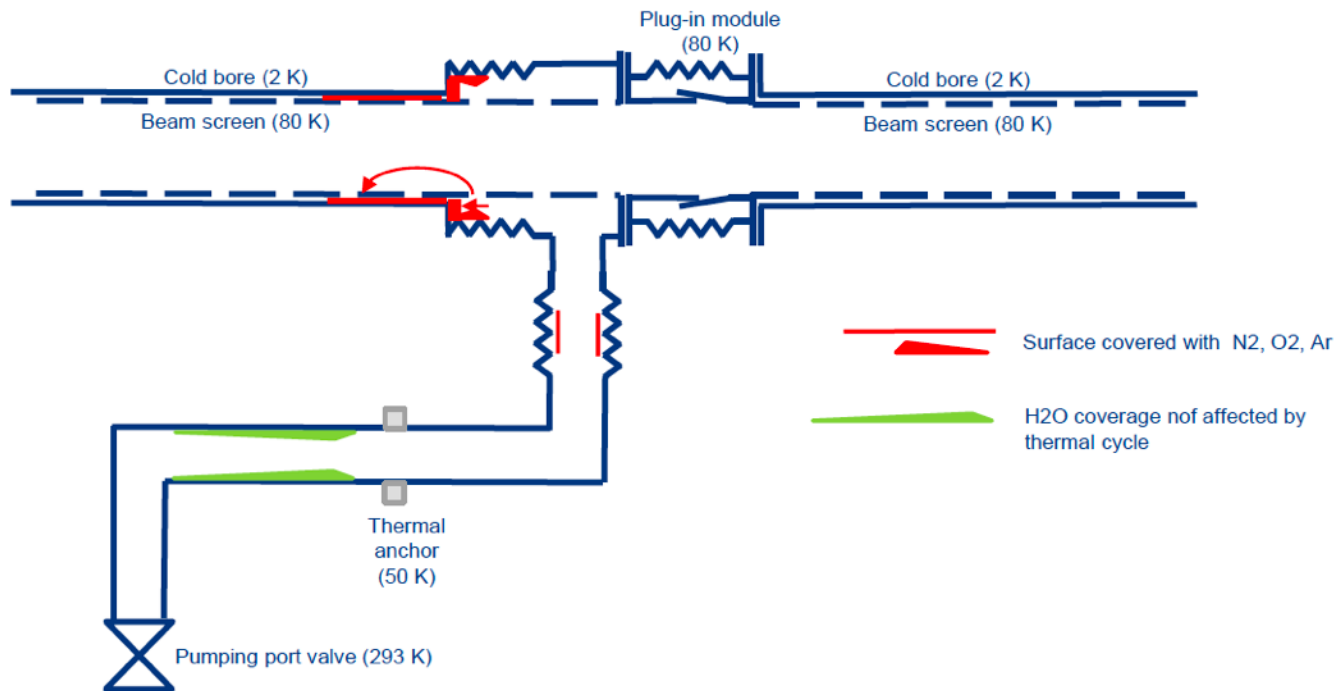 Plug-in module
(80 K)
Cold bore (2 K)
Cold bore (2 K)
Beam screen (80 K)
Beam screen (80 K)
Surface covered with N2, O2, Ar
H2O coverage nof affected by
thermal cycle
Thermal
anchor
(50 K)
Pumping port valve (293 K)